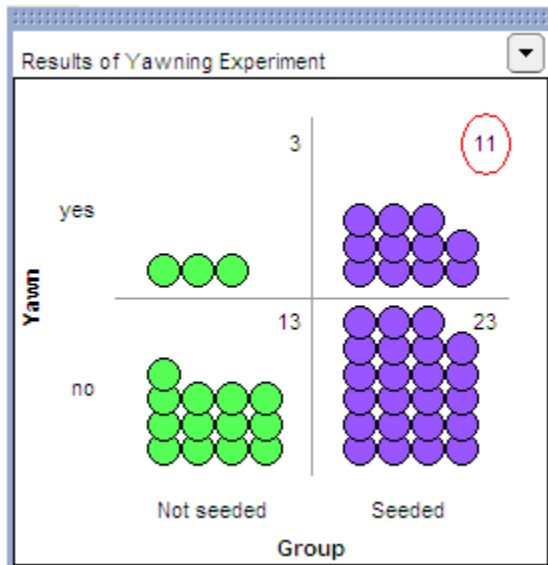 Results of Yawning Experiment
3
11
yes
Yawn
13
23
no
Not seeded
Seeded
Group